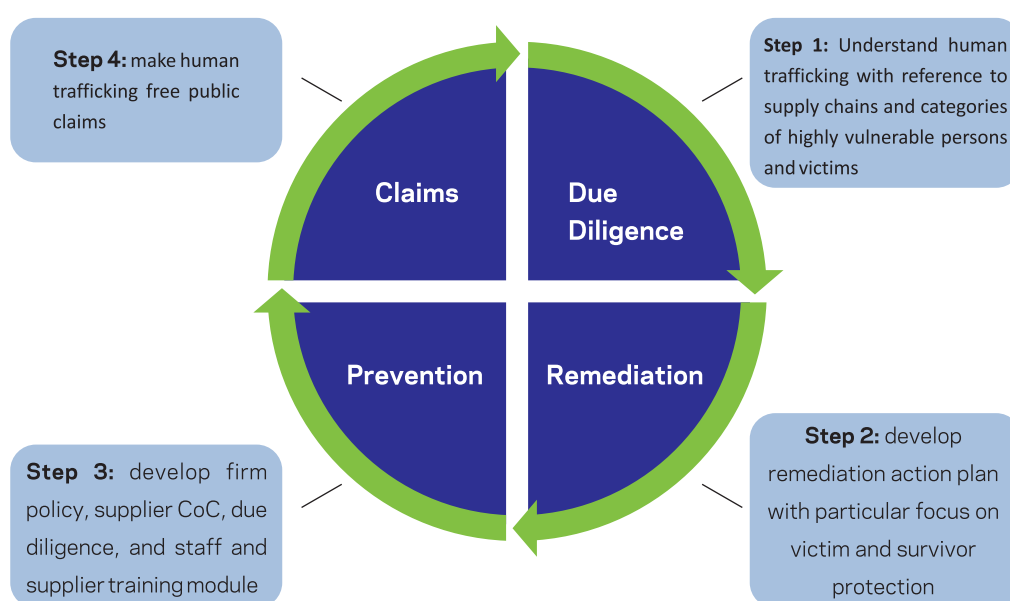 Step 4: make human
trafficking free public
claims
Step 1: Understand human
trafficking with reference to
supply chains and categories
of highly vulnerable persons
and victims
Claims
Due
Diligence
Prevention
Remediation
Step 3: develop firm
policy, supplier CoC, due
diligence, and staff and
supplier training module
Step 2: develop
remediation action plan
with particular focus on
victim and survivor
protection